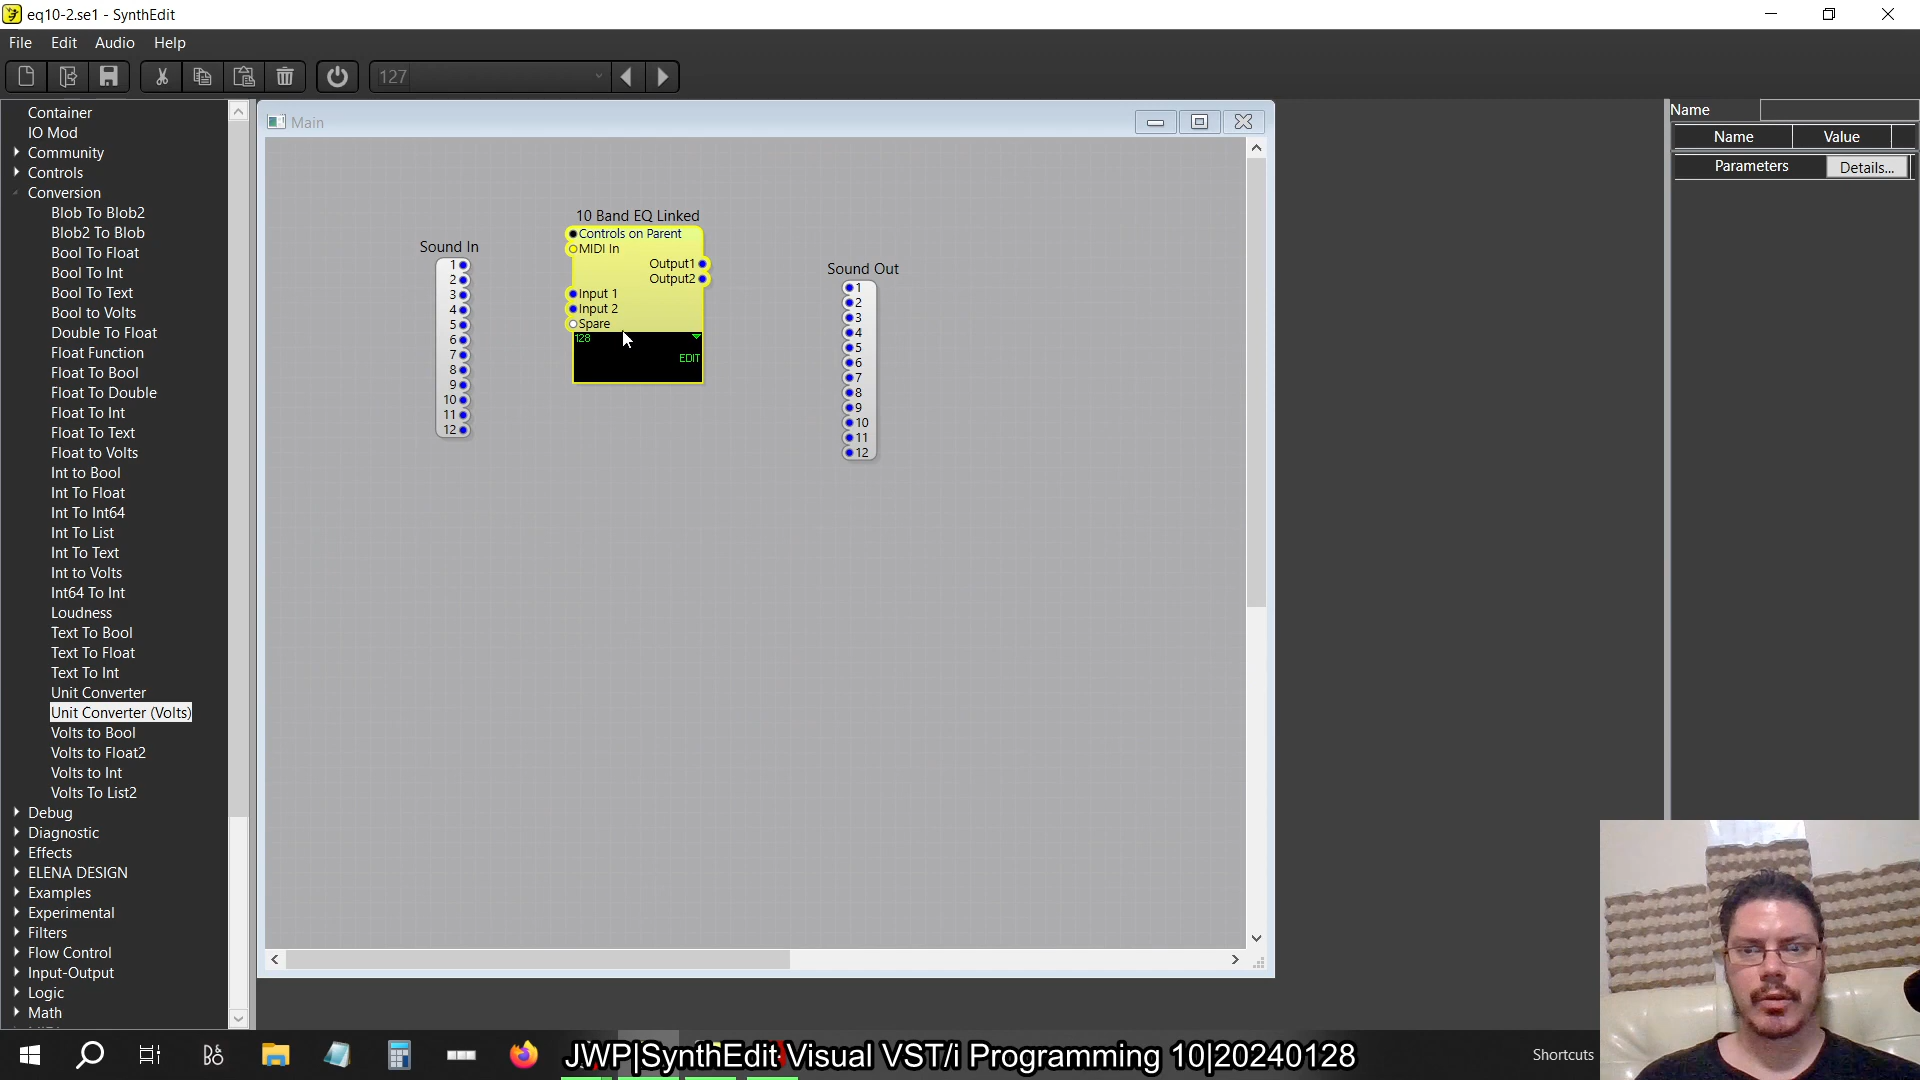 eq10-2.se1 - SynthEdit
File Edit Audio Help
127
Container
IO Mod
Community
Controls
Conversion
Blob To Blob2
Blob2 To Blob
Bool To Float
Bool To Int
Bool To Text
Bool to Volts
Double To Float
Float Function
Float To Bool
Float To Double
Float To Int
Float To Text
Float to Volts
Int to Bool
Int To Float
Int To Int64
Int To List
Int To Text
Int to Volts
Int64 To Int
Loudness
Text To Bool
Text To Float
Text To Int
Unit Converter
Unit Converter (Volts)
Volts to Bool
Volts to Float2
Volts to Int
Volts To List2
Debug
Diagnostic
Effects
ELENA DESIGN
Examples
Experimental
Filters
Flow Control
Input-Output
Logic
Math
Main
Sound In
1
2
3
4
5
6
7
8
9
10
11
12
10 Band EQ Linked
Controls on Parent
MIDI In
Output1
Output2
Input 1
Input 2
Spare
128
EDIT
Sound Out
1
2
3
4
5
6
7
8
9
10
11
12
Name
Name Value
Parameters Details...
JWP|SynthEdit Visual VST/i Programming 10|20240128
Shortcuts